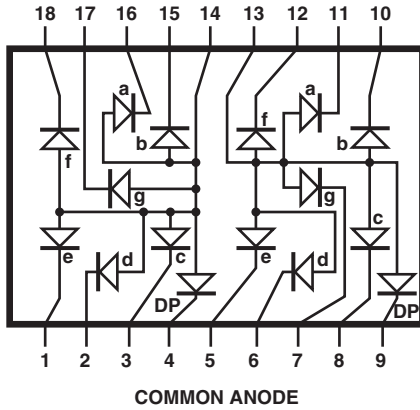 18 17 16 15 14 13 12 11 10
a a
f b f b
g g
e d c e d c
DP DP
1 2 3 4 5 6 7 8 9
COMMON ANODE